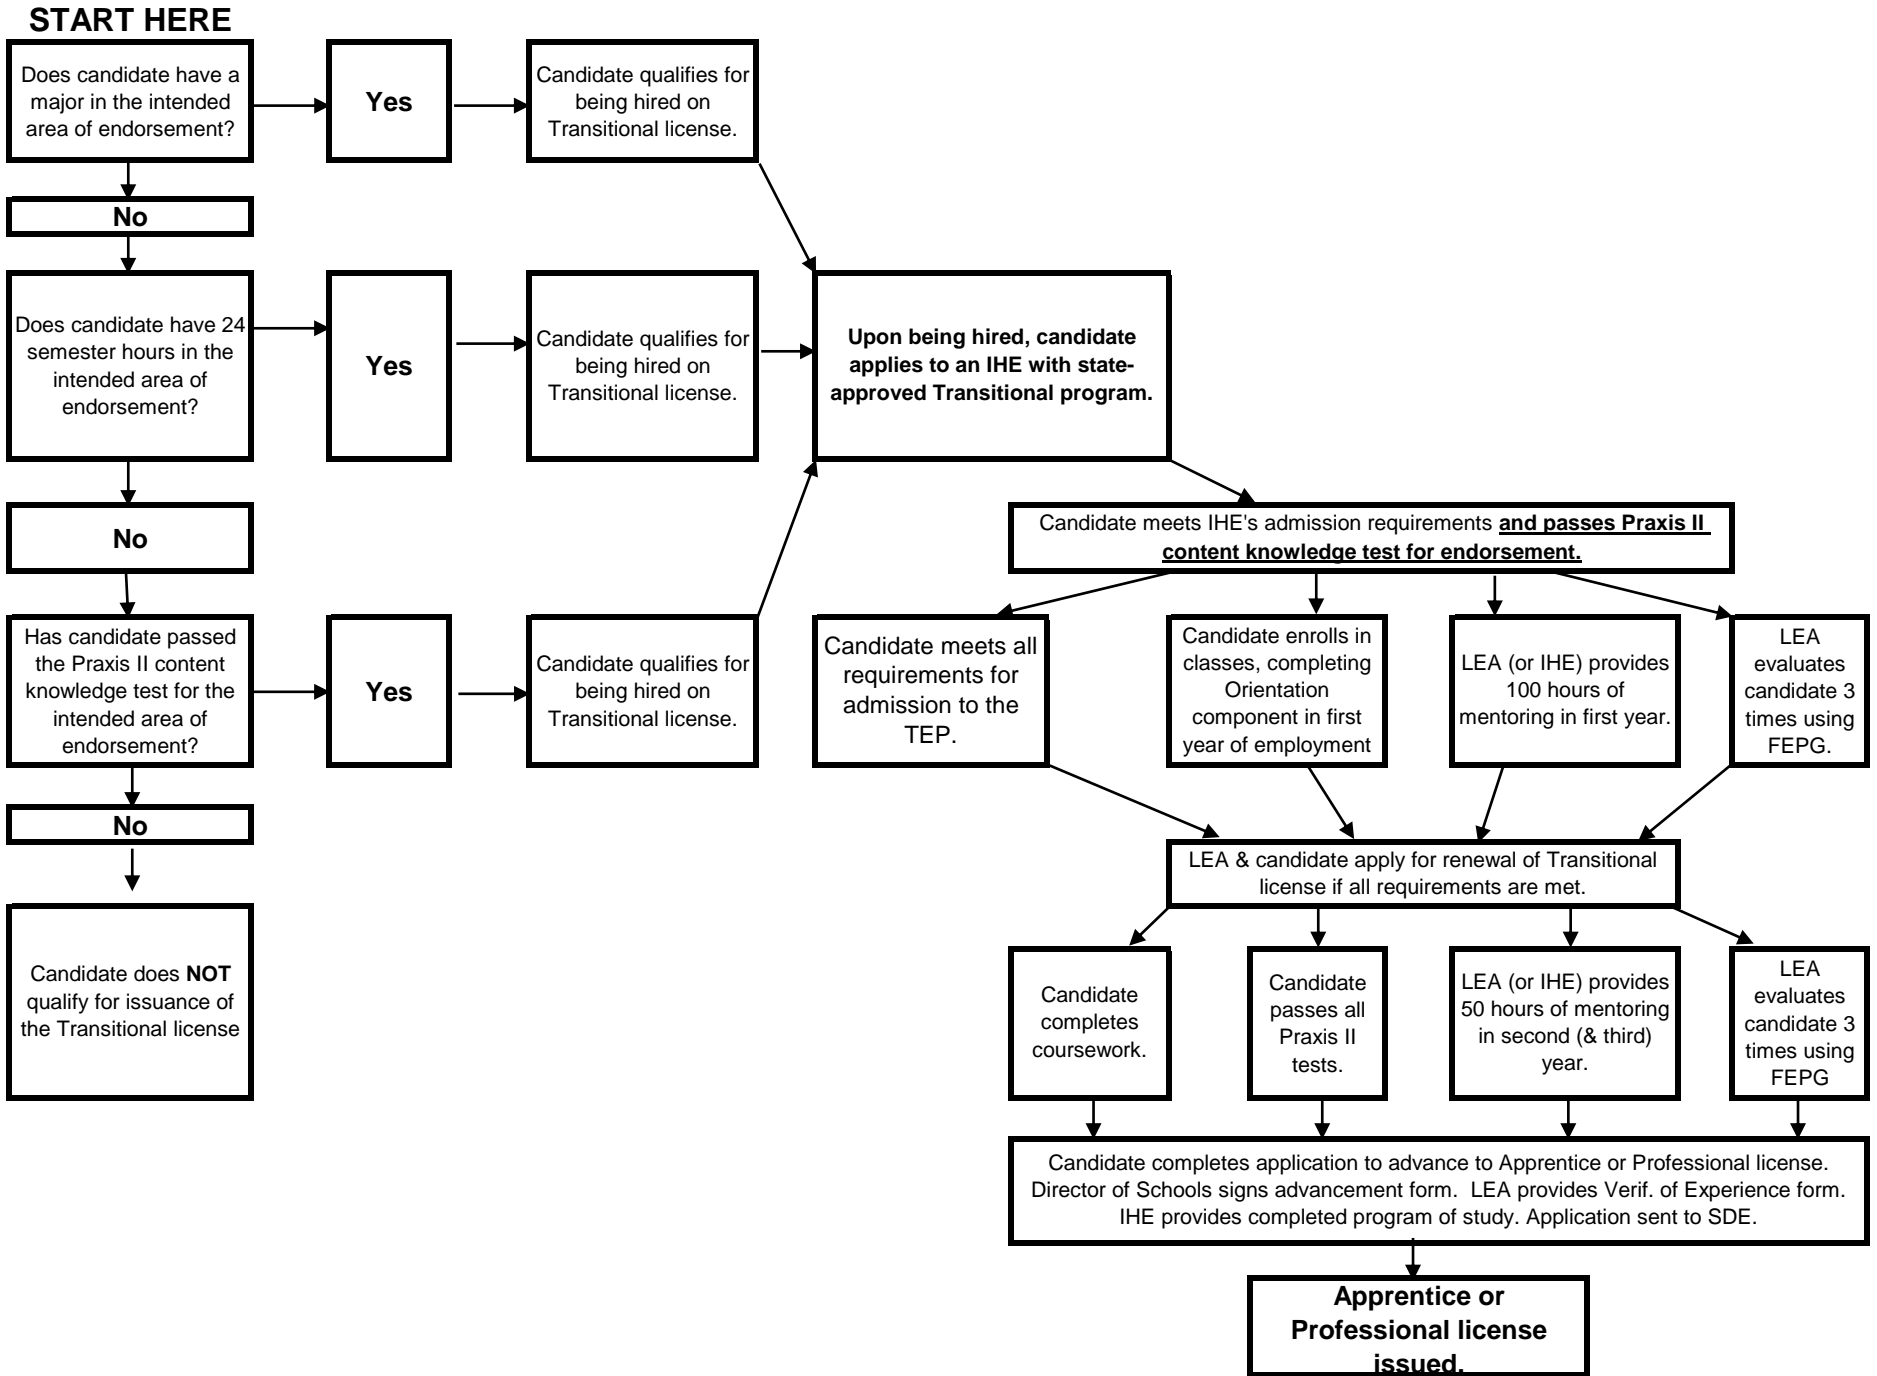 START HERE
Does candidate have a
major in the intended
area of endorsement?
Yes
Candidate qualifies for
being hired on
Transitional license.
No
Does candidate have 24
semester hours in the
intended area of
endorsement?
Yes
Candidate qualifies for
being hired on
Transitional license.
Upon being hired, candidate
applies to an IHE with state-
approved Transitional program.
No
Candidate meets IHE's admission requirements and passes Praxis II
content knowledge test for endorsement.
Has candidate passed
the Praxis II content
knowledge test for the
intended area of
endorsement?
Yes
Candidate qualifies for
being hired on
Transitional license.
Candidate meets all
requirements for
admission to the
TEP.
Candidate enrolls in
classes, completing
Orientation
component in first
year of employment
LEA (or IHE) provides
100 hours of
mentoring in first year.
LEA
evaluates
candidate 3
times using
FEPG.
No
LEA & candidate apply for renewal of Transitional
license if all requirements are met.
Candidate does NOT
qualify for issuance of
the Transitional license
Candidate
completes
coursework.
Candidate
passes all
Praxis II
tests.
LEA (or IHE) provides
50 hours of mentoring
in second (& third)
year.
LEA
evaluates
candidate 3
times using
FEPG
Candidate completes application to advance to Apprentice or Professional license.
Director of Schools signs advancement form.  LEA provides Verif. of Experience form.
IHE provides completed program of study. Application sent to SDE.
Apprentice or
Professional license
issued.